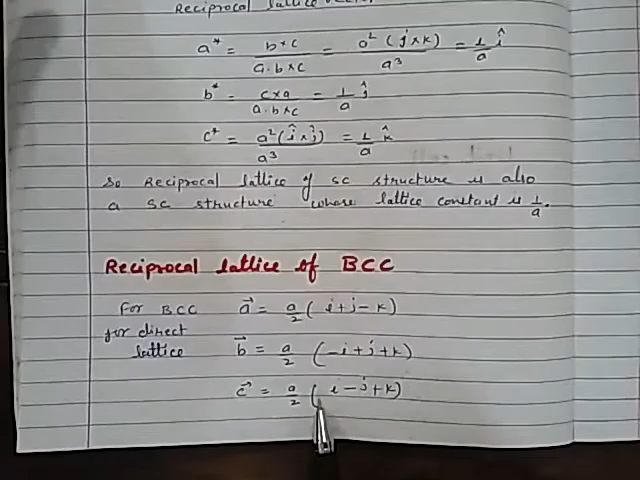 Reciprocal lattice vector
a* = b×c / a.b×c = a²(j×k) / a³ = 1/a î
b* = c×a / a.b×c = 1/a ĵ
c* = a²(î×ĵ) / a³ = 1/a k̂
So Reciprocal lattice of SC structure is also
a SC structure where lattice constant is 1/a.
Reciprocal lattice of BCC
For BCC a⃗ = a/2 (i+j-k)
for direct
lattice b⃗ = a/2 (-i+j+k)
c⃗ = a/2 (i-j+k)